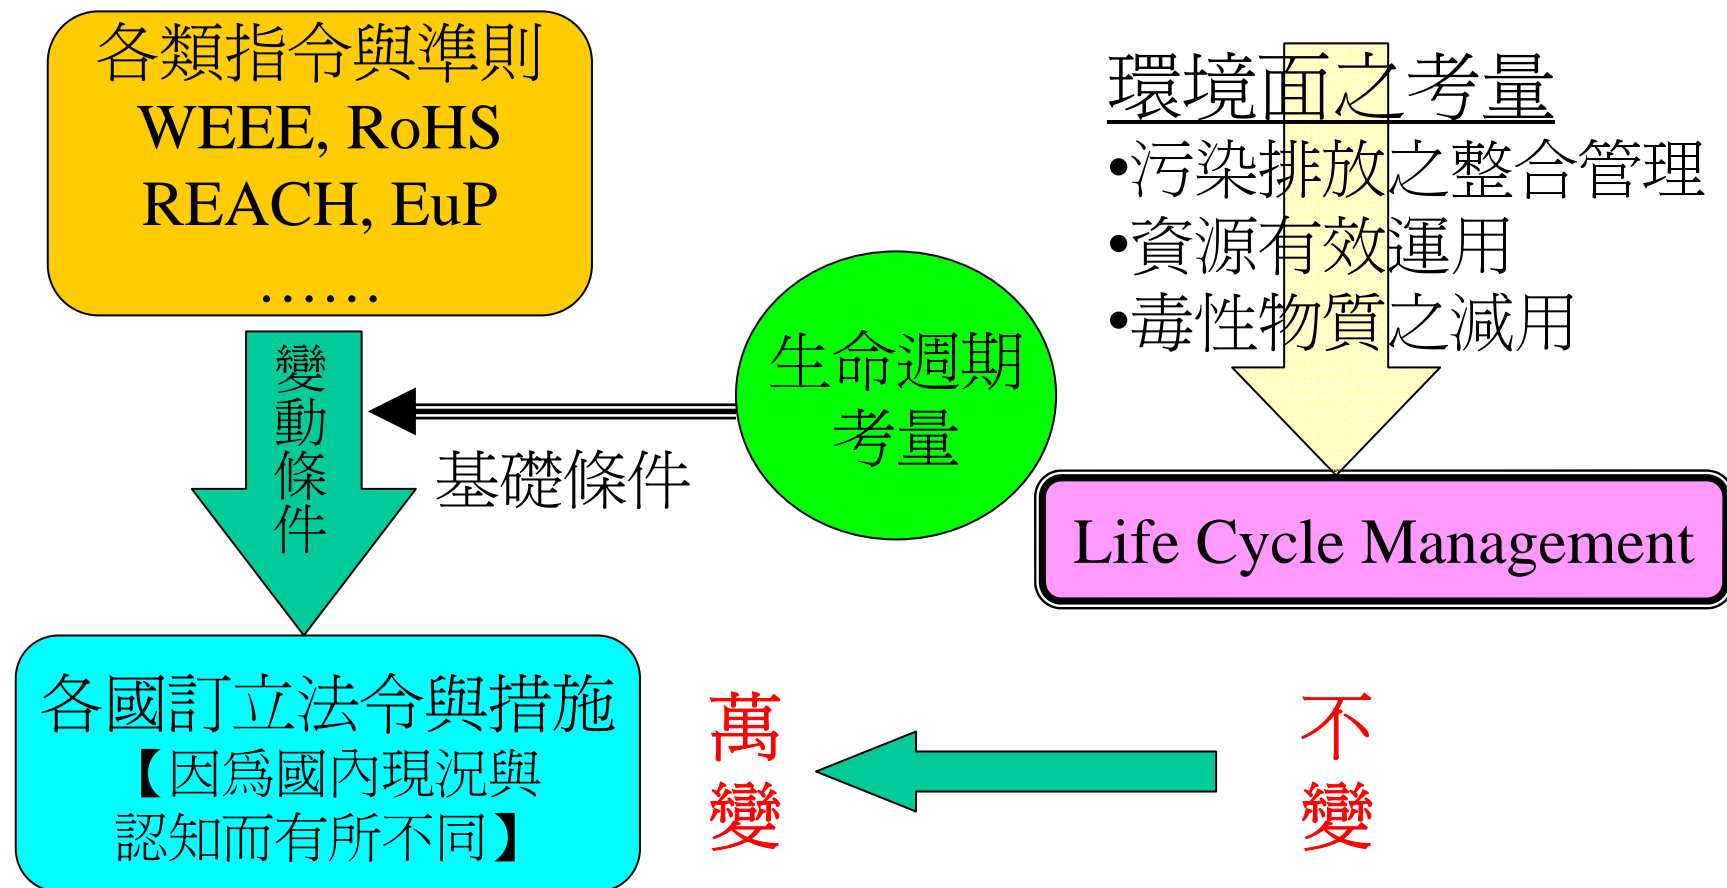 各類指令與準則
WEEE, RoHS
REACH, EuP
……
環境面之考量
•污染排放之整合管理
•資源有效運用
•毒性物質之減用
變動條件
基礎條件
生命週期
考量
Life Cycle Management
各國訂立法令與措施
【因為國內現況與
認知而有所不同】
萬變
不變